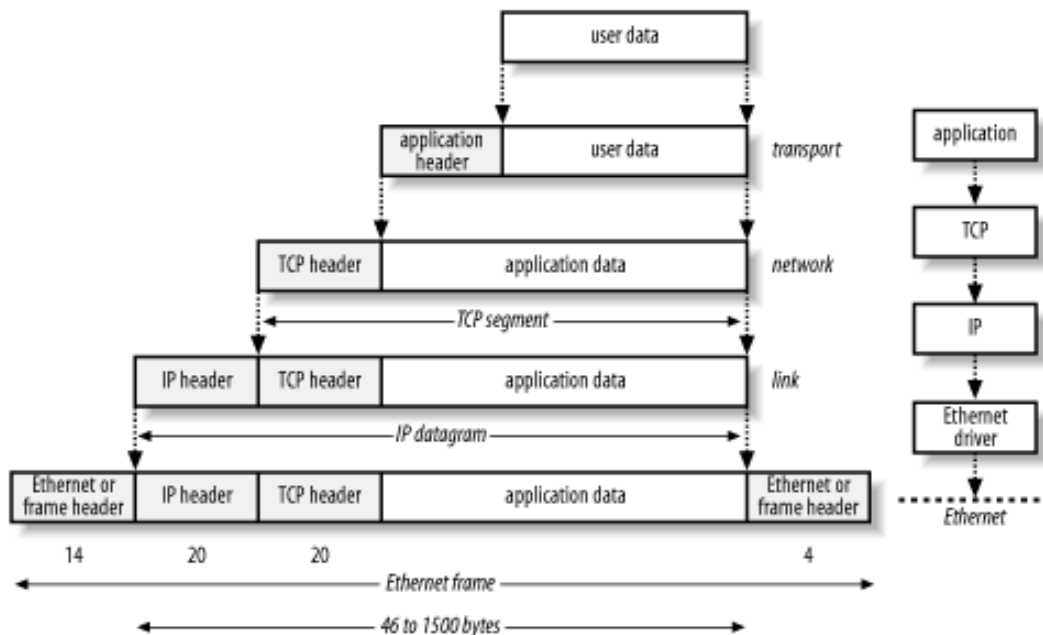 user data
application
header
user data
transport
TCP header
application data
network
TCP segment
IP header
TCP header
application data
link
IP datagram
Ethernet or
frame header
IP header
TCP header
application data
Ethernet or
frame header
14
20
20
4
Ethernet frame
46 to 1500 bytes
application
TCP
IP
Ethernet
driver
Ethernet